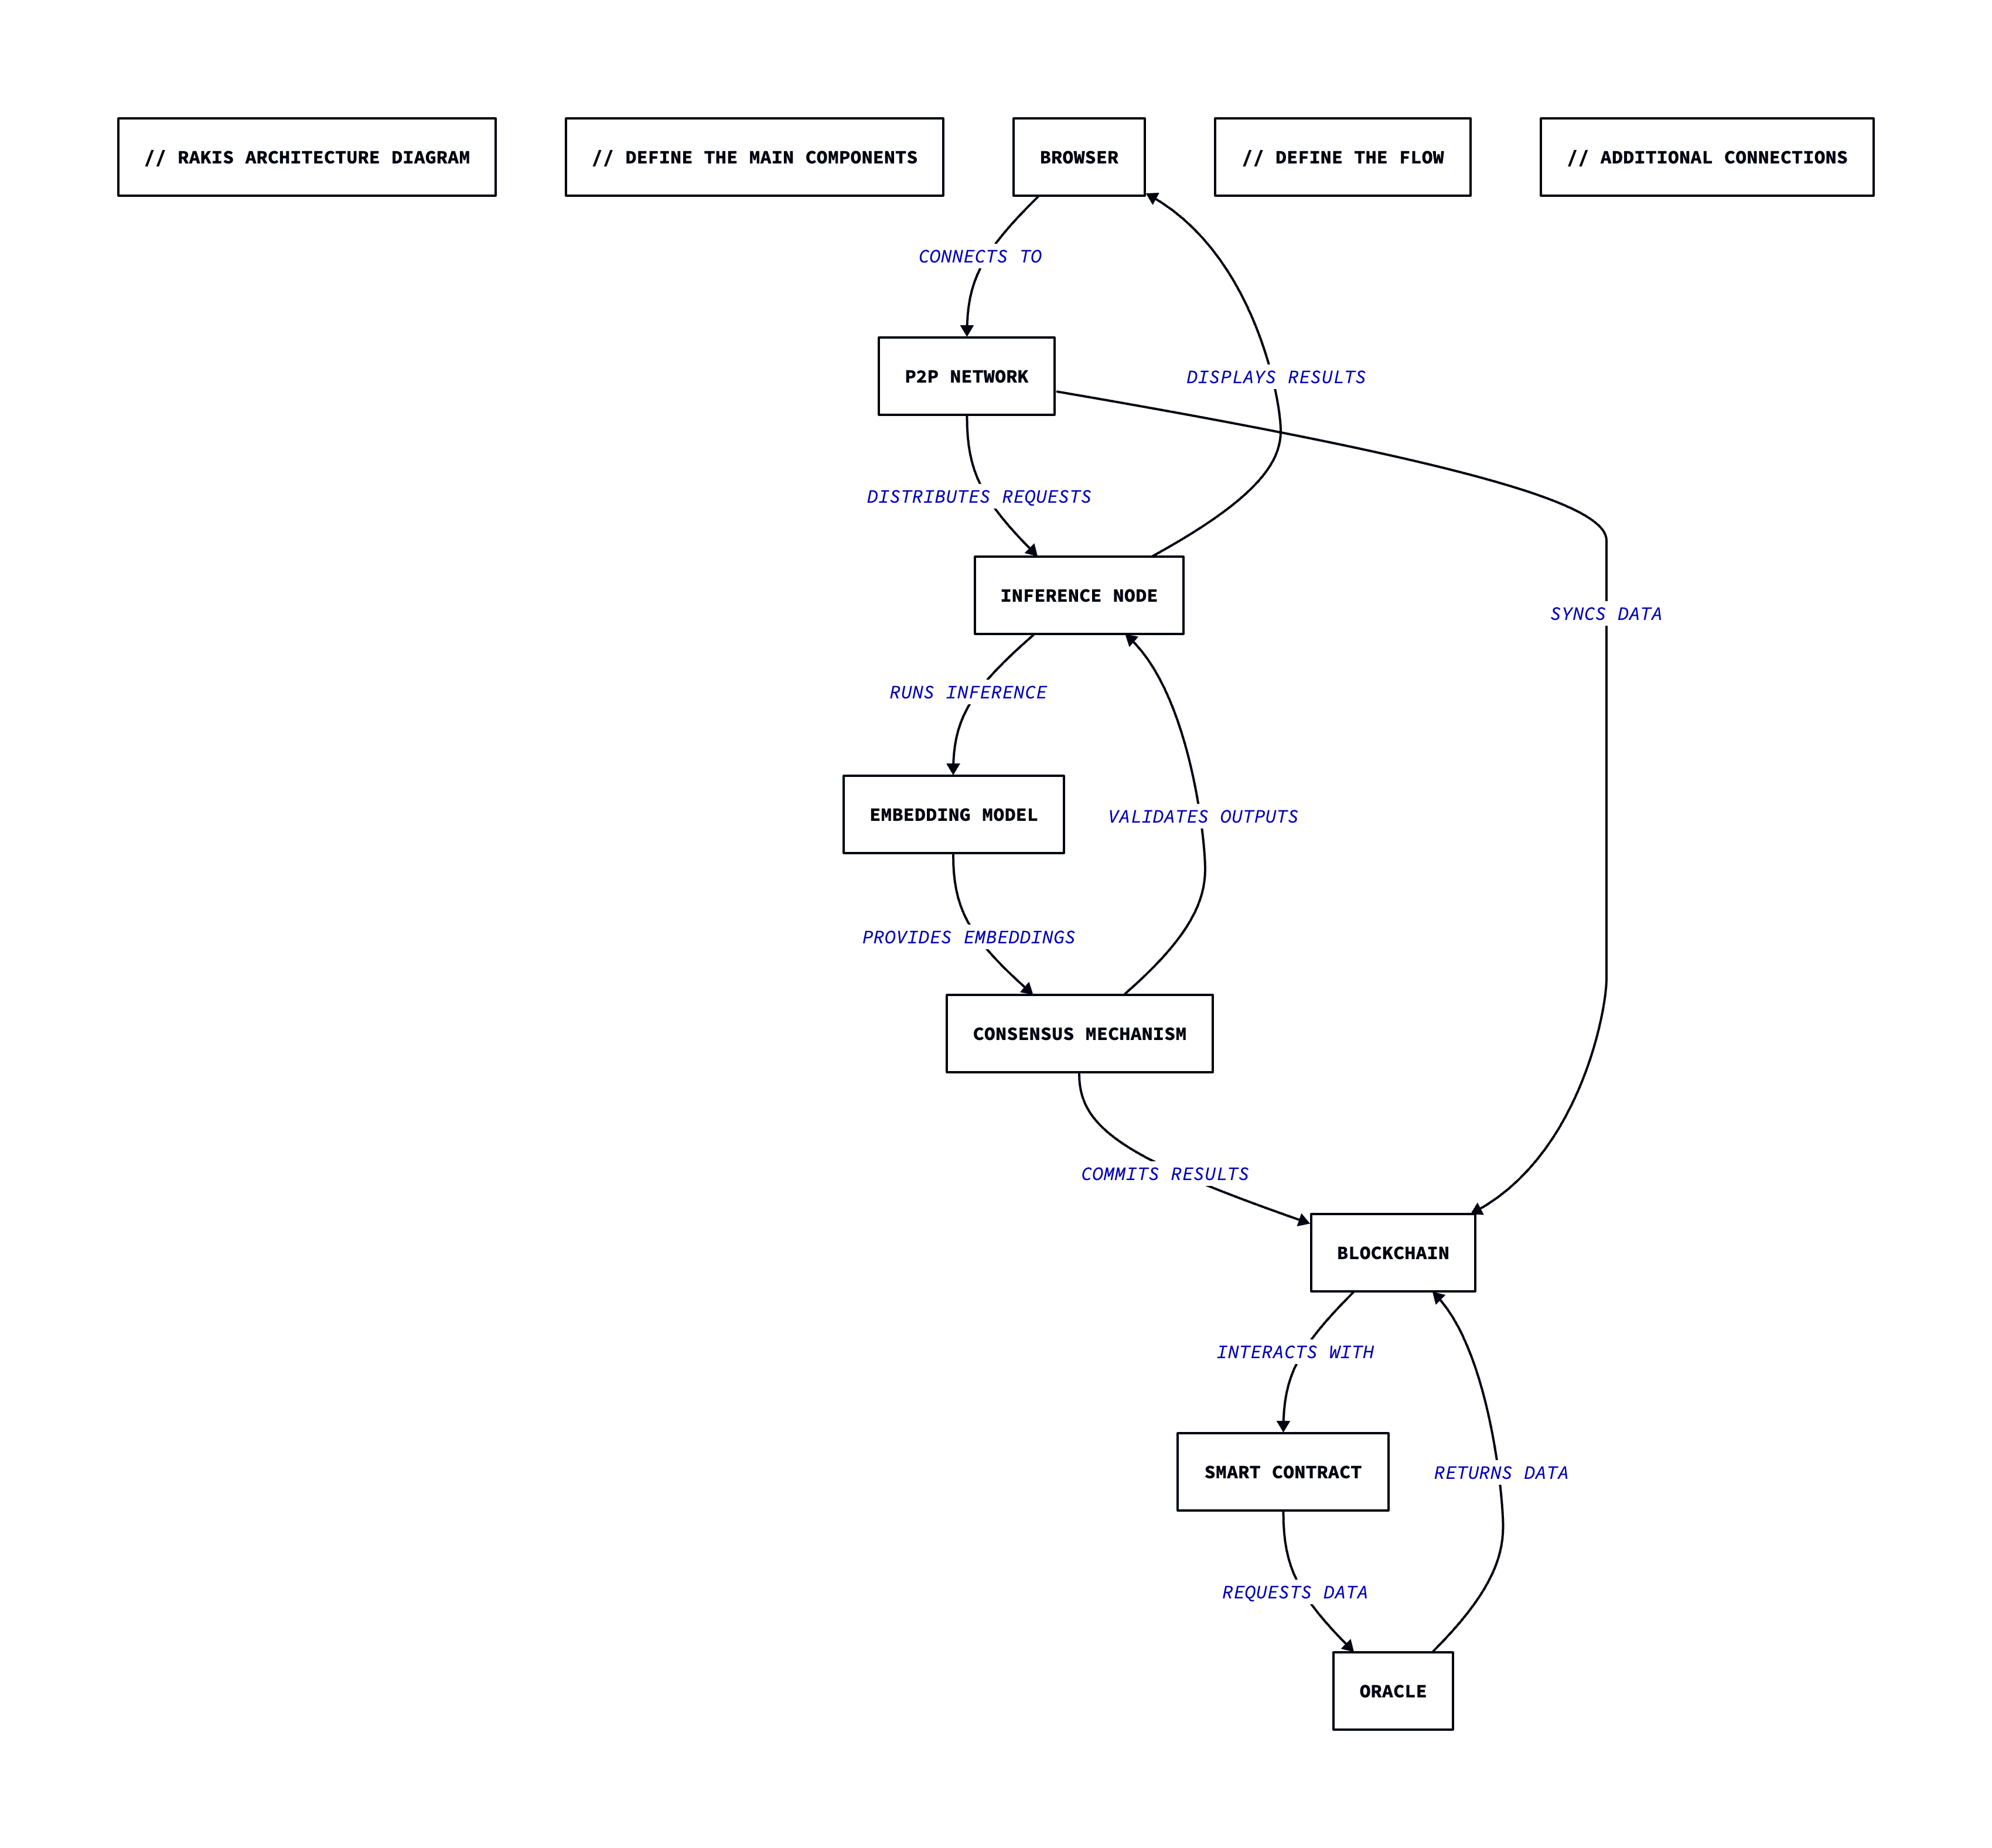 // RAKIS ARCHITECTURE DIAGRAM
// DEFINE THE MAIN COMPONENTS
BROWSER
// DEFINE THE FLOW
// ADDITIONAL CONNECTIONS
CONNECTS TO
P2P NETWORK
DISPLAYS RESULTS
DISTRIBUTES REQUESTS
INFERENCE NODE
SYNCS DATA
RUNS INFERENCE
EMBEDDING MODEL
VALIDATES OUTPUTS
PROVIDES EMBEDDINGS
CONSENSUS MECHANISM
COMMITS RESULTS
BLOCKCHAIN
INTERACTS WITH
SMART CONTRACT
RETURNS DATA
REQUESTS DATA
ORACLE